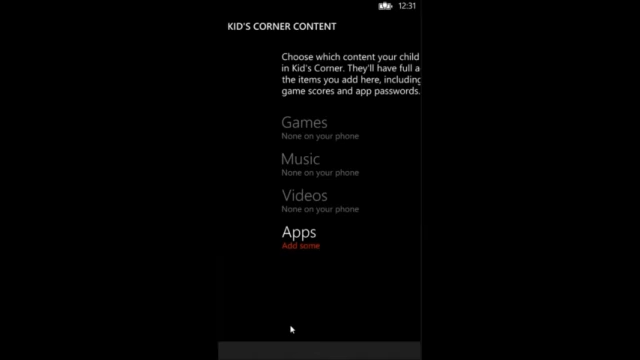 12:31
KID'S CORNER CONTENT
Choose which content your child
in Kid's Corner. They'll have full a
the items you add here, including
game scores and app passwords.
Games
None on your phone
Music
None on your phone
Videos
None on your phone
Apps
Add some